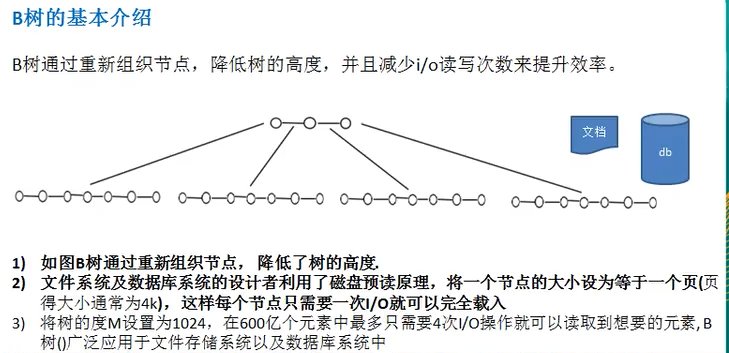 B树的基本介绍
B树通过重新组织节点，降低树的高度，并且减少i/o读写次数来提升效率。
文档
db
1) 如图B树通过重新组织节点， 降低了树的高度.
2) 文件系统及数据库系统的设计者利用了磁盘预读原理，将一个节点的大小设为等于一个页(页
得大小通常为4k)，这样每个节点只需要一次I/O就可以完全载入
3) 将树的度M设置为1024，在600亿个元素中最多只需要4次I/O操作就可以读取到想要的元素, B
树()广泛应用于文件存储系统以及数据库系统中